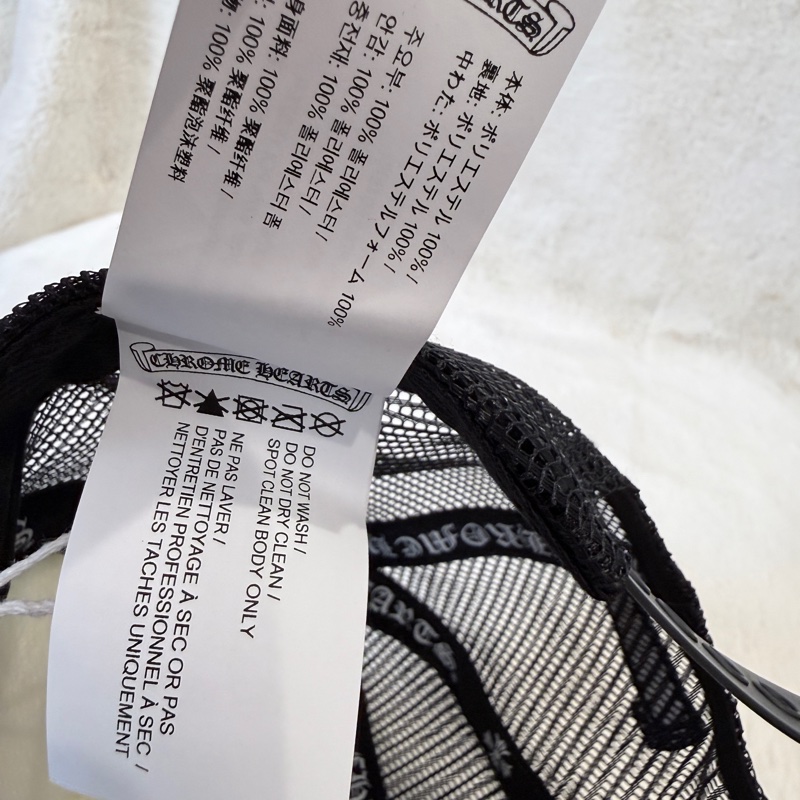 HEARTS
本体: ポリエステル 100% /
裏地: ポリエステル 100% /
中わた: ポリエステルフォーム 100%
주요부: 100% 폴리에스터/
안감: 100% 폴리에스터/
충전재: 100% 폴리에스터 폼
身面料: 100% 聚酯纤维 /
: 100% 聚酯纤维 /
: 100% 聚酯泡沫塑料
CHROME HEARTS
DO NOT WASH /
DO NOT DRY CLEAN /
SPOT CLEAN BODY ONLY
NE PAS LAVER /
PAS DE NETTOYAGE À SEC OR PAS
D'ENTRETIEN PROFESSIONNEL À SEC /
NETTOYER LES TACHES UNIQUEMENT
CHROME H